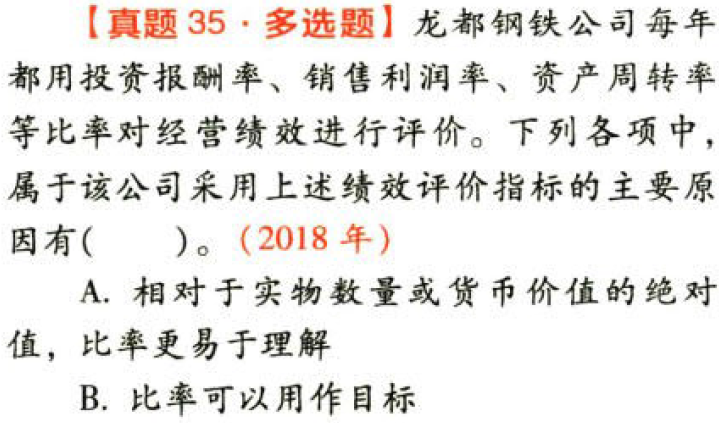 【真题 35·多选题】龙都钢铁公司每年
都用投资报酬率、销售利润率、资产周转率
等比率对经营绩效进行评价。下列各项中,
属于该公司采用上述绩效评价指标的主要原
因有(　　)。(2018 年)
A. 相对于实物数量或货币价值的绝对
值，比率更易于理解
B. 比率可以用作目标